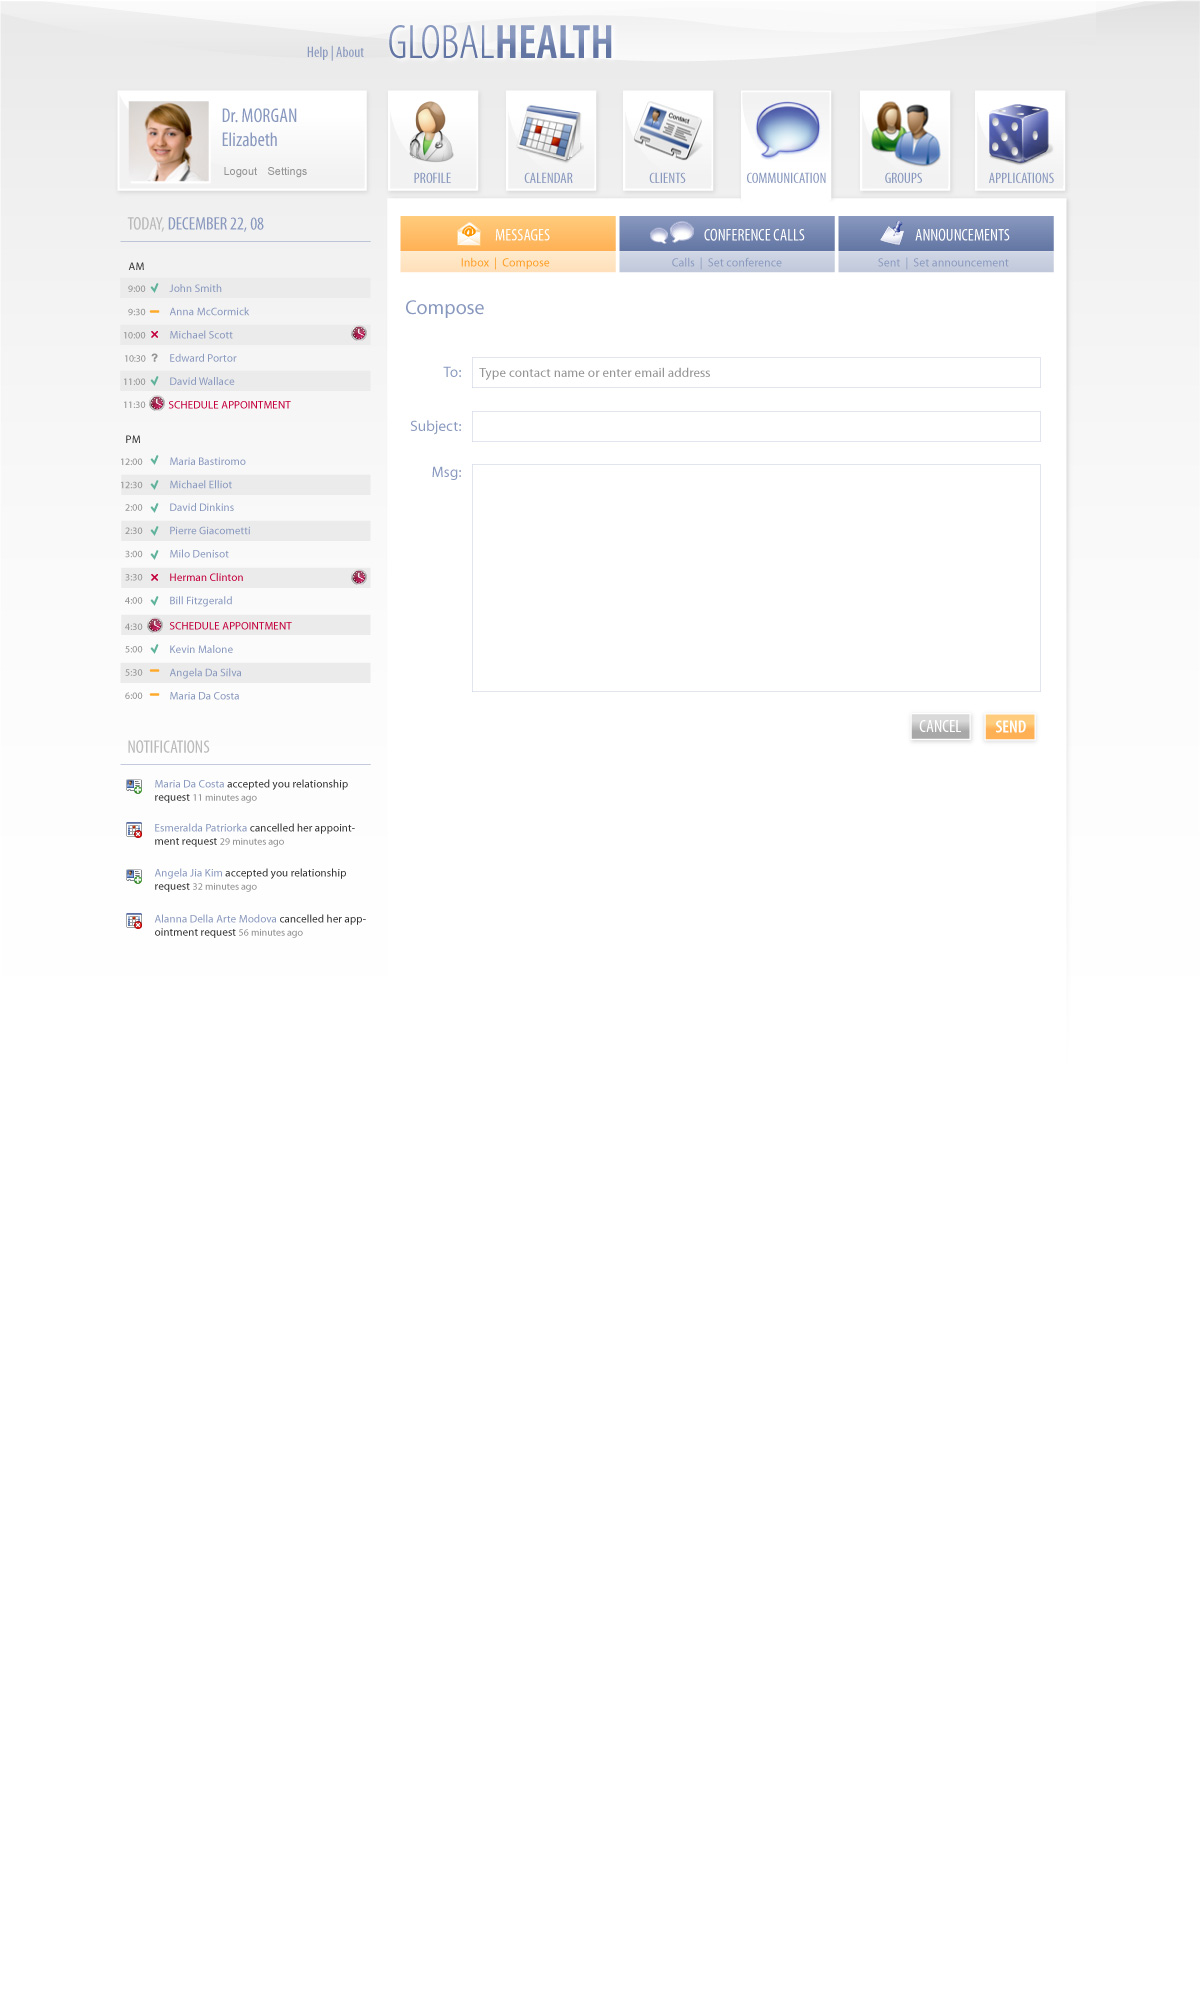 GLOBALHEALTH
Help | About
Dr. MORGAN
Elizabeth
Logout Settings
Contact
PROFILE CALENDAR CLIENTS COMMUNICATION GROUPS APPLICATIONS
TODAY, DECEMBER 22, 08
AM
9:00 John Smith
9:30 Anna McCormick
10:00 Michael Scott
10:30 ? Edward Portor
11:00 David Wallace
11:30 SCHEDULE APPOINTMENT
PM
12:00 Maria Bastiromo
12:30 Michael Elliot
2:00 David Dinkins
2:30 Pierre Giacometti
3:00 Milo Denisot
3:30 Herman Clinton
4:00 Bill Fitzgerald
4:30 SCHEDULE APPOINTMENT
5:00 Kevin Malone
5:30 Angela Da Silva
6:00 Maria Da Costa
NOTIFICATIONS
Maria Da Costa accepted you relationship
request 11 minutes ago
Esmeralda Patriorka cancelled her appoint-
ment request 29 minutes ago
Angela Jia Kim accepted you relationship
request 32 minutes ago
Alanna Della Arte Modova cancelled her app-
ointment request 56 minutes ago
MESSAGES CONFERENCE CALLS ANNOUNCEMENTS
Inbox | Compose Calls | Set conference Sent | Set announcement
Compose
To: Type contact name or enter email address
Subject:
Msg:
CANCEL SEND